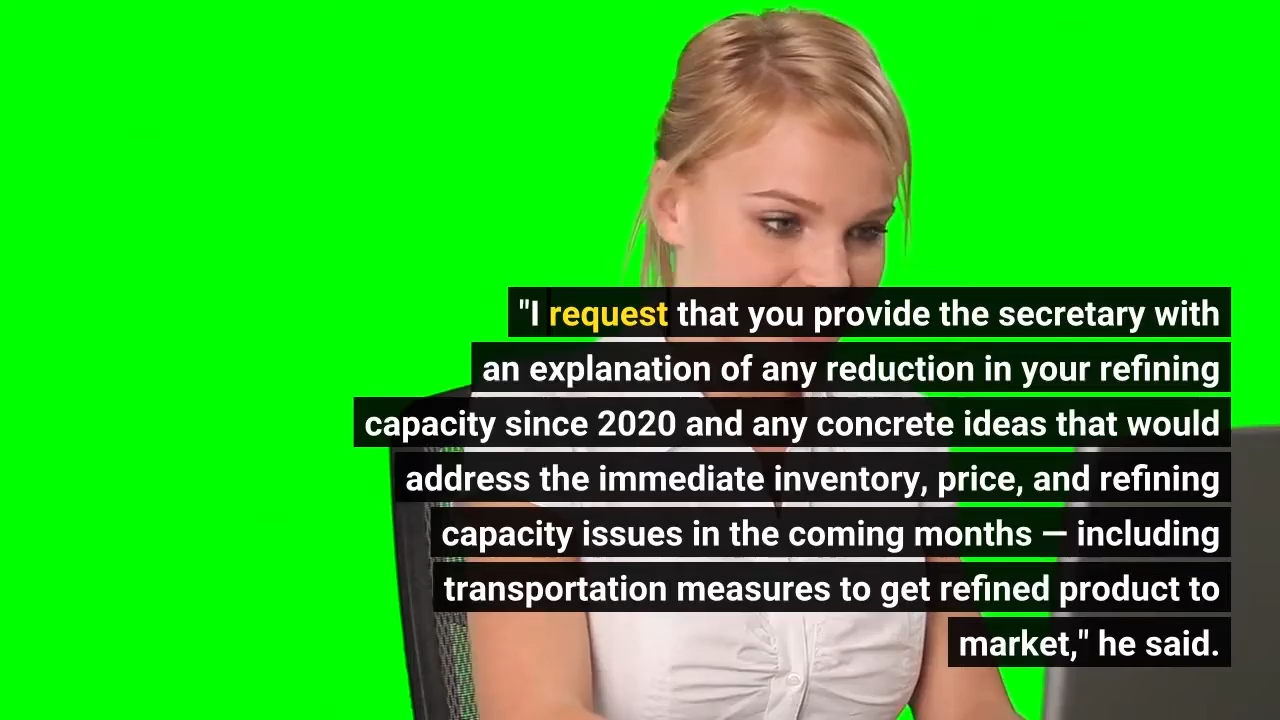 "I request that you provide the secretary with
an explanation of any reduction in your refining
capacity since 2020 and any concrete ideas that would
address the immediate inventory, price, and refining
capacity issues in the coming months — including
transportation measures to get refined product to
market," he said.